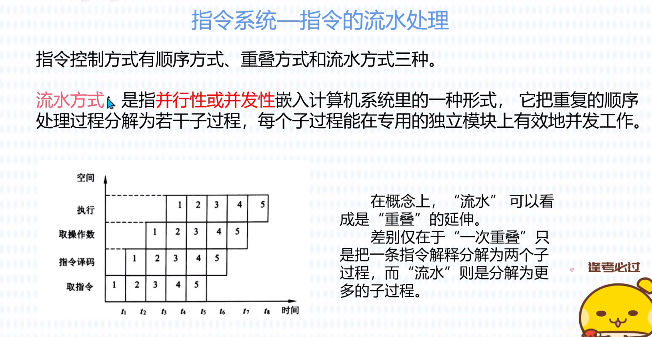 指令系统—指令的流水处理
指令控制方式有顺序方式、重叠方式和流水方式三种。
流水方式：是指并行性或并发性嵌入计算机系统里的一种形式， 它把重复的顺序
处理过程分解为若干子过程，每个子过程能在专用的独立模块上有效地并发工作。
空间
执行 1 2 3 4 5
取操作数 1 2 3 4 5
指令译码 1 2 3 4 5
取指令 1 2 3 4 5
t1 t2 t3 t4 t5 t6 t7 t8 时间
在概念上，“流水” 可以看
成是“重叠”的延伸。
差别仅在于“一次重叠”只
是把一条指令解释分解为两个子
过程，而“流水”则是分解为更
多的子过程。
逢考必过